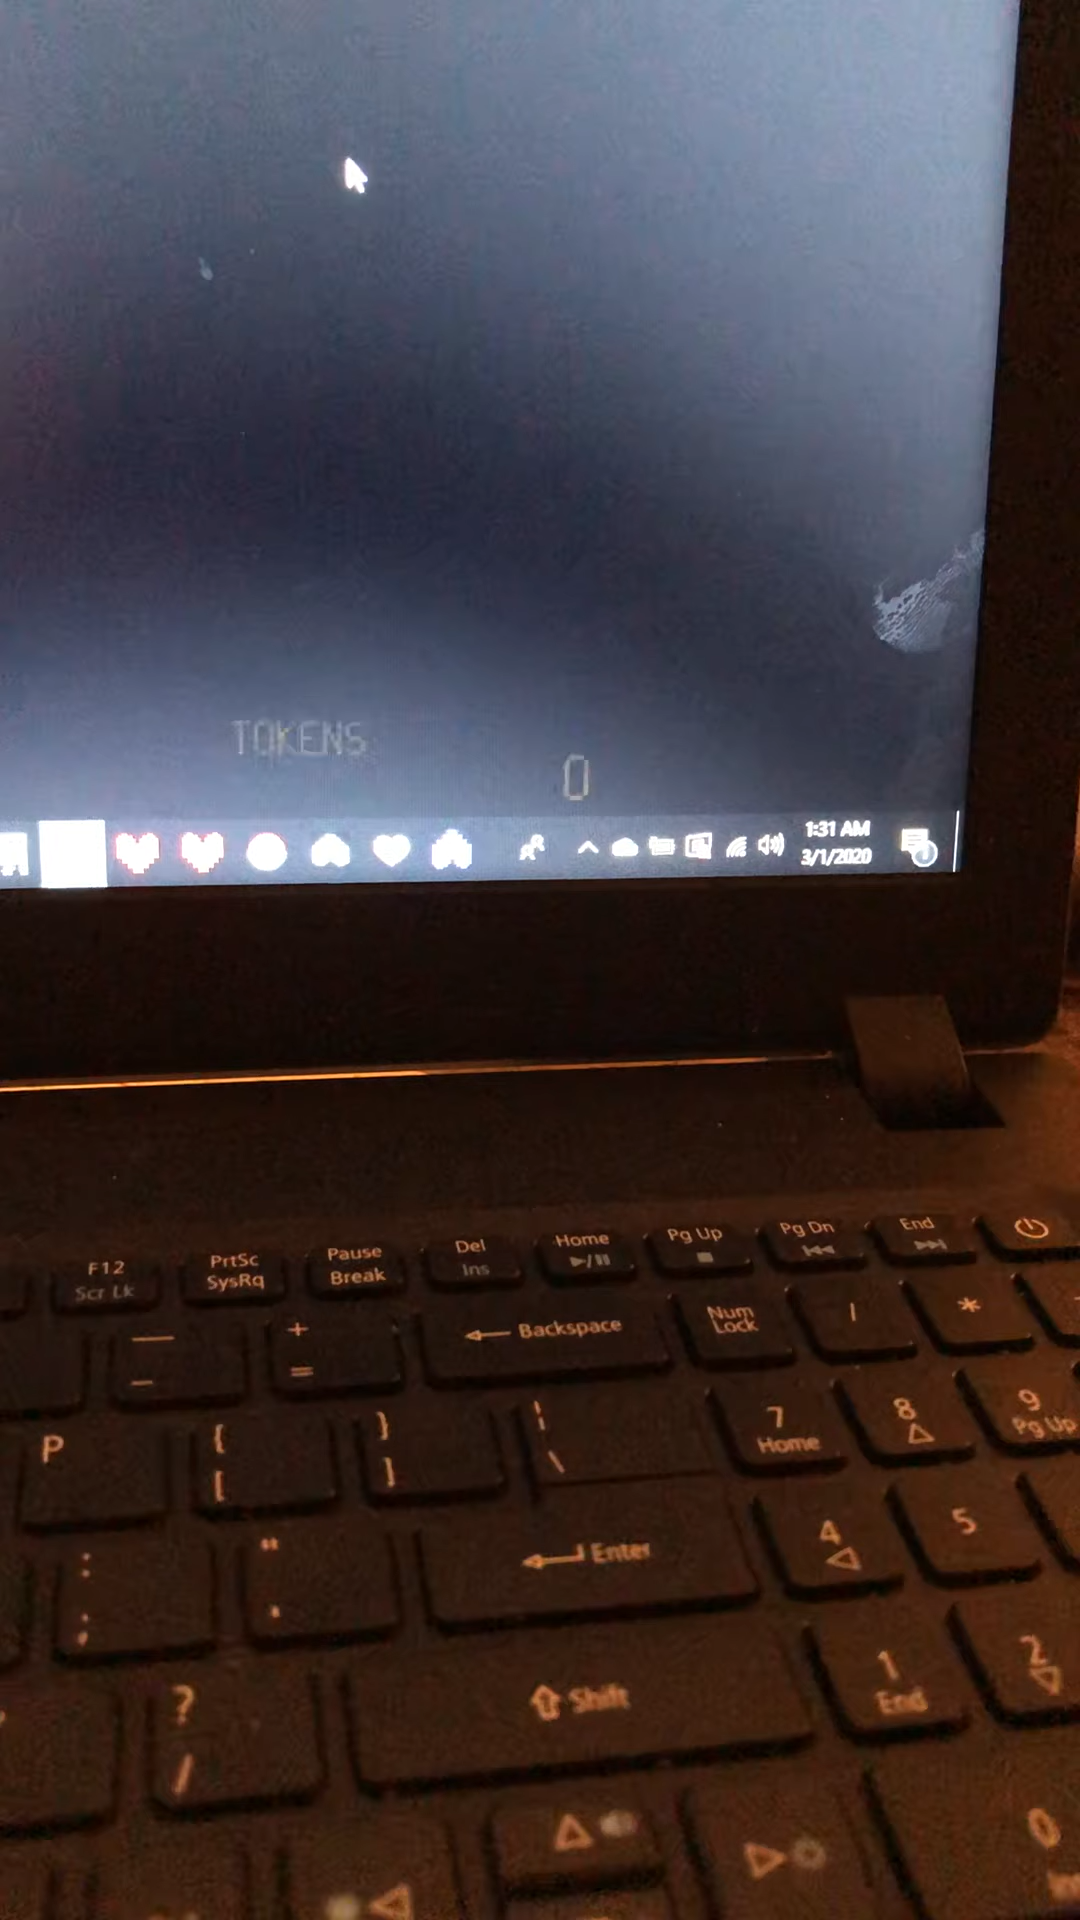 TOKENS
0
1:31 AM
3/1/2020
1
F12
Scr Lk
PrtSc
SysRq
Pause
Break
Del
Ins
Home
Pg Up
Pg Dn
End
— _
+ =
← Backspace
Num
Lock
/
*
P
{ [
} ]
¦ \
7
Home
8
9
Pg Up
: ;
" '
Enter
4
5
? /
Shift
1
End
2
0